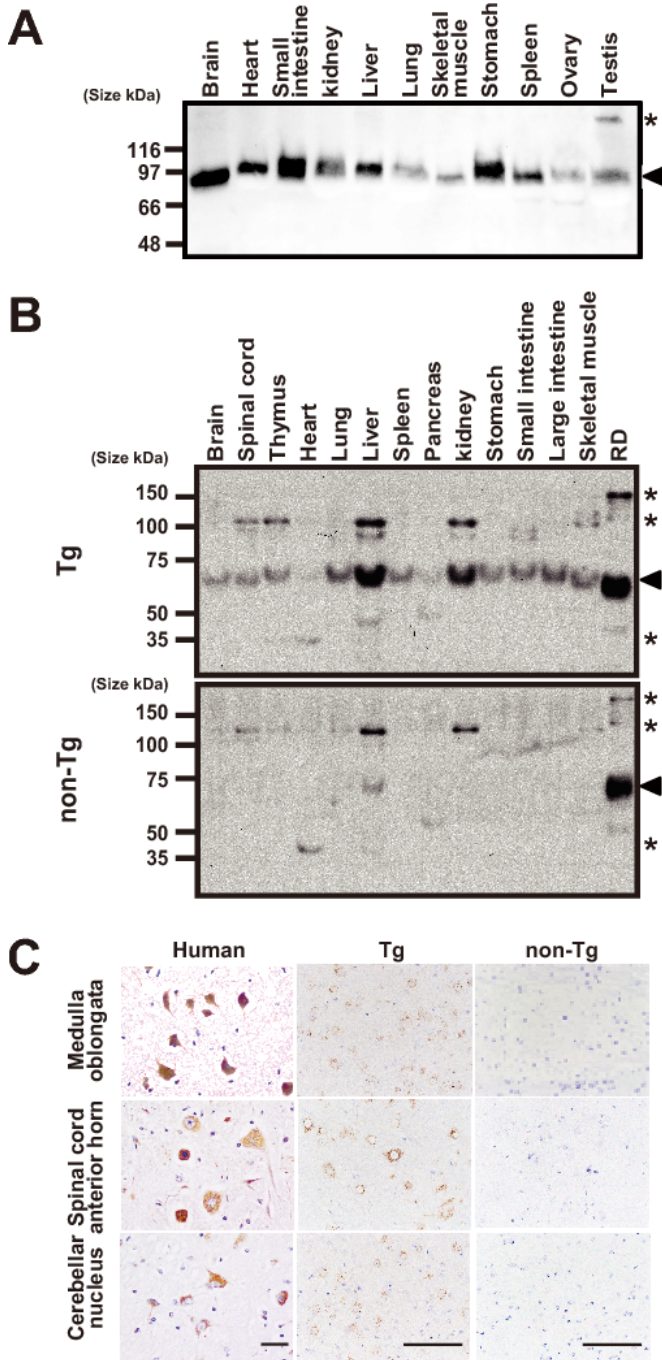 A
Brain
Heart
Small
intestine
kidney
Liver
Lung
Skeletal
muscle
Stomach
Spleen
Ovary
Testis
(Size kDa)
*
116
97
66
48
B
Brain
Spinal cord
Thymus
Heart
Lung
Liver
Spleen
Pancreas
kidney
Stomach
Small intestine
Large intestine
Skeletal muscle
RD
(Size kDa)
Tg
150
*
100
*
75
50
35
*
(Size kDa)
non-Tg
*
150
*
100
75
50
35
*
C
Human
Tg
non-Tg
Medulla
oblongata
Spinal cord
anterior horn
Cerebellar
nucleus